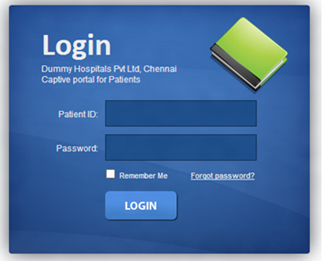 Login
Dummy Hospitals Pvt Ltd, Chennai
Captive portal for Patients
Patient ID:
Password:
Remember Me Forgot password?
LOGIN